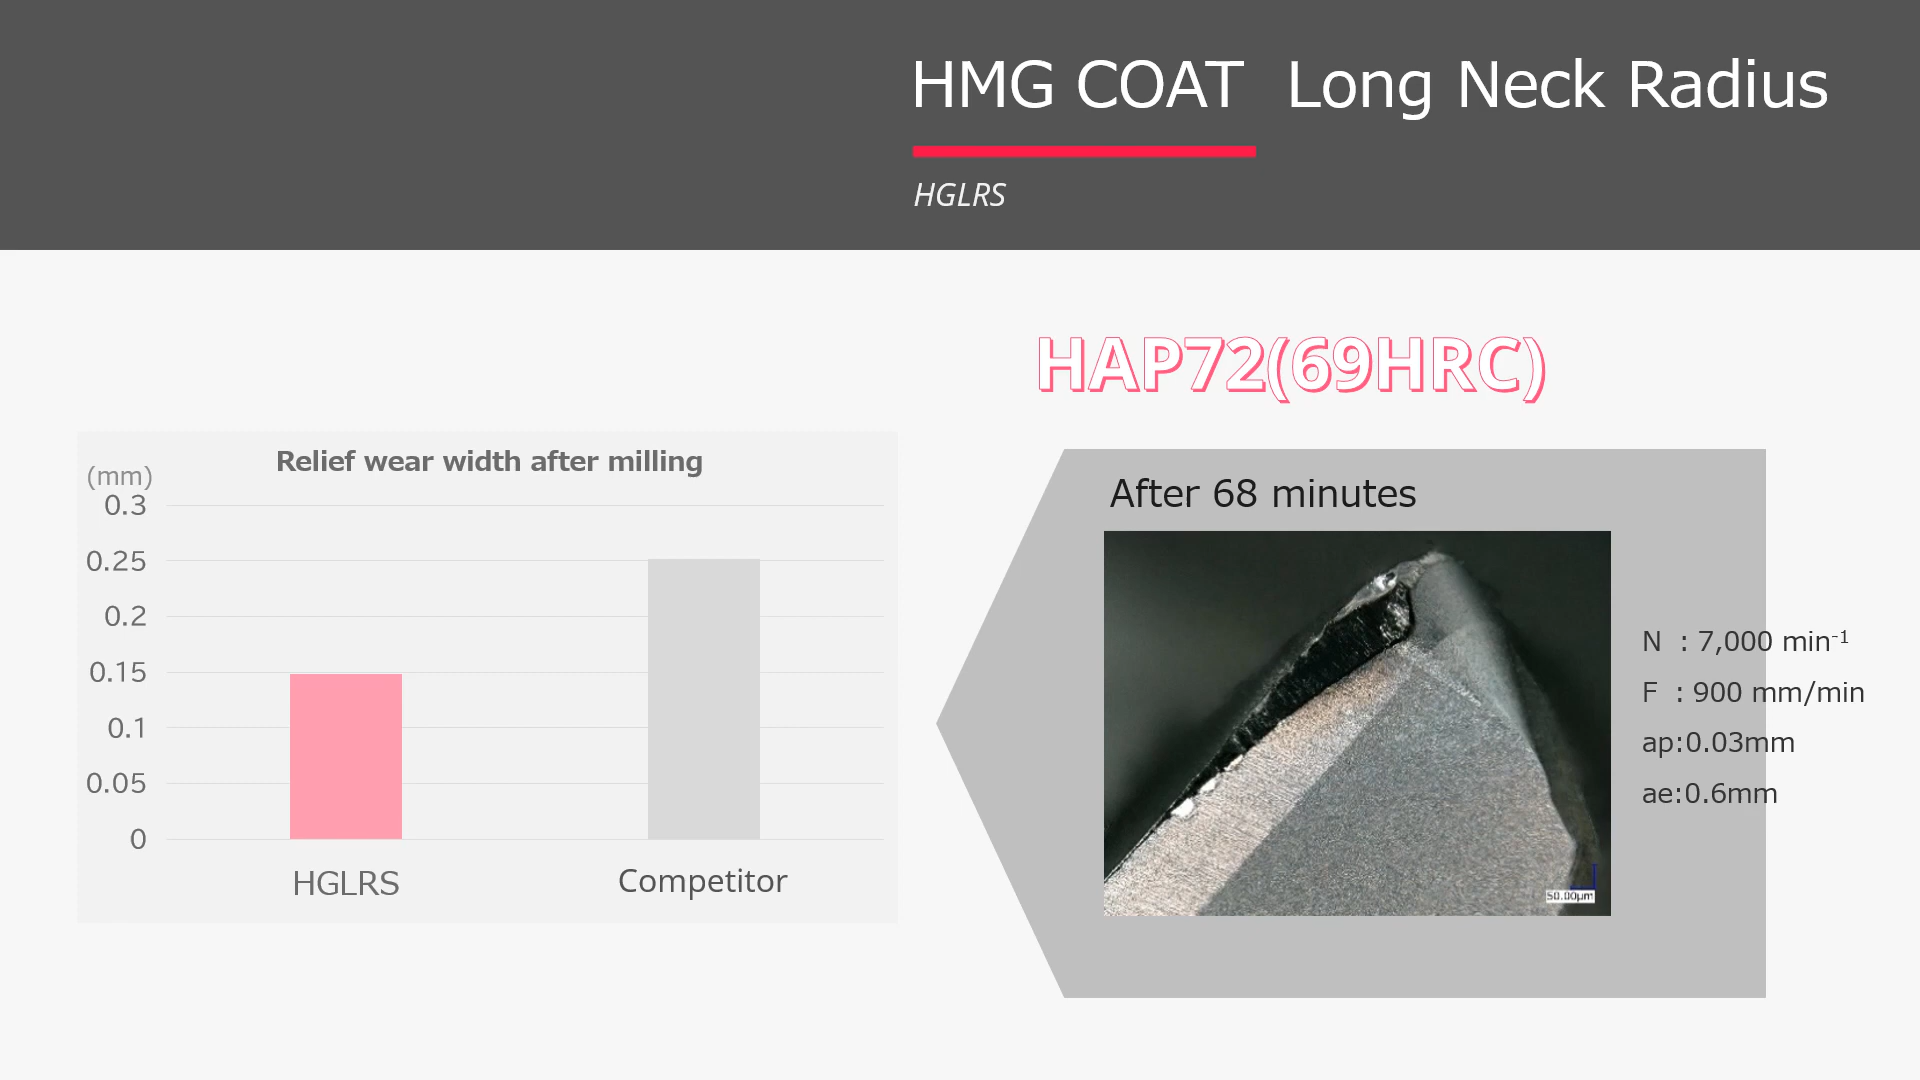 HMG COAT  Long Neck Radius
HGLRS
HAP72(69HRC)
Relief wear width after milling
(mm)
0.3
0.25
0.2
0.15
0.1
0.05
0
HGLRS
Competitor
After 68 minutes
50.00µm
N : 7,000 min⁻¹
F : 900 mm/min
ap:0.03mm
ae:0.6mm